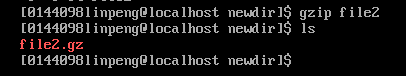 [0144098linpeng@localhost newdir]$ gzip file2
[0144098linpeng@localhost newdir]$ ls
file2.gz
[0144098linpeng@localhost newdir]$